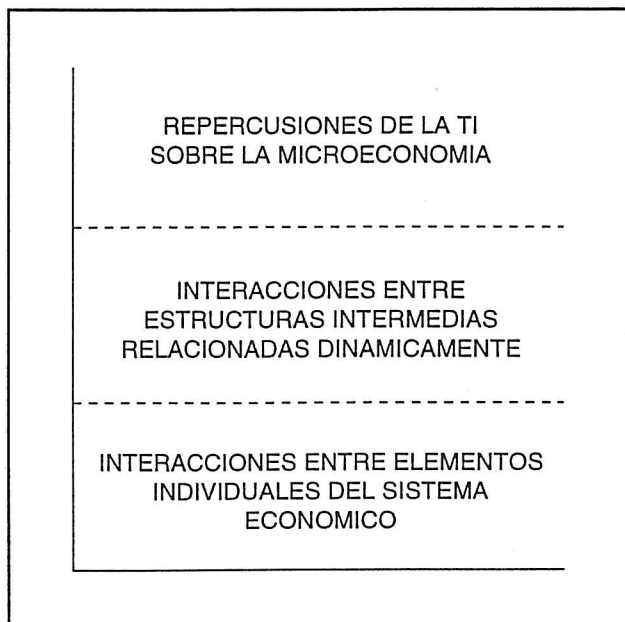 REPERCUSIONES DE LA TI
SOBRE LA MICROECONOMIA
INTERACCIONES ENTRE
ESTRUCTURAS INTERMEDIAS
RELACIONADAS DINAMICAMENTE
INTERACCIONES ENTRE ELEMENTOS
INDIVIDUALES DEL SISTEMA
ECONOMICO